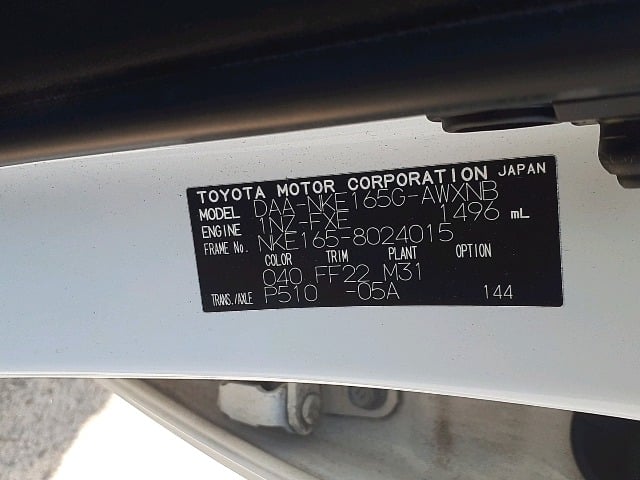 TOYOTA MOTOR CORPORATION JAPAN
MODEL DAA-NKE165G-AWXNB
ENGINE 1NZ-FXE 1496 mL
FRAME No. NKE165-8024015
COLOR TRIM PLANT OPTION
040 FF22 M31
TRANS./AXLE P510 -05A 144